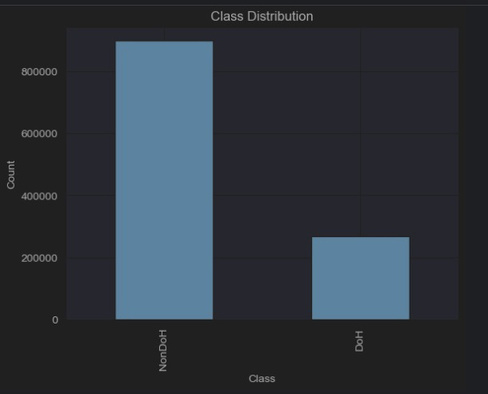 Class Distribution
800000
600000
400000
200000
0
Count
NonDoH
DoH
Class